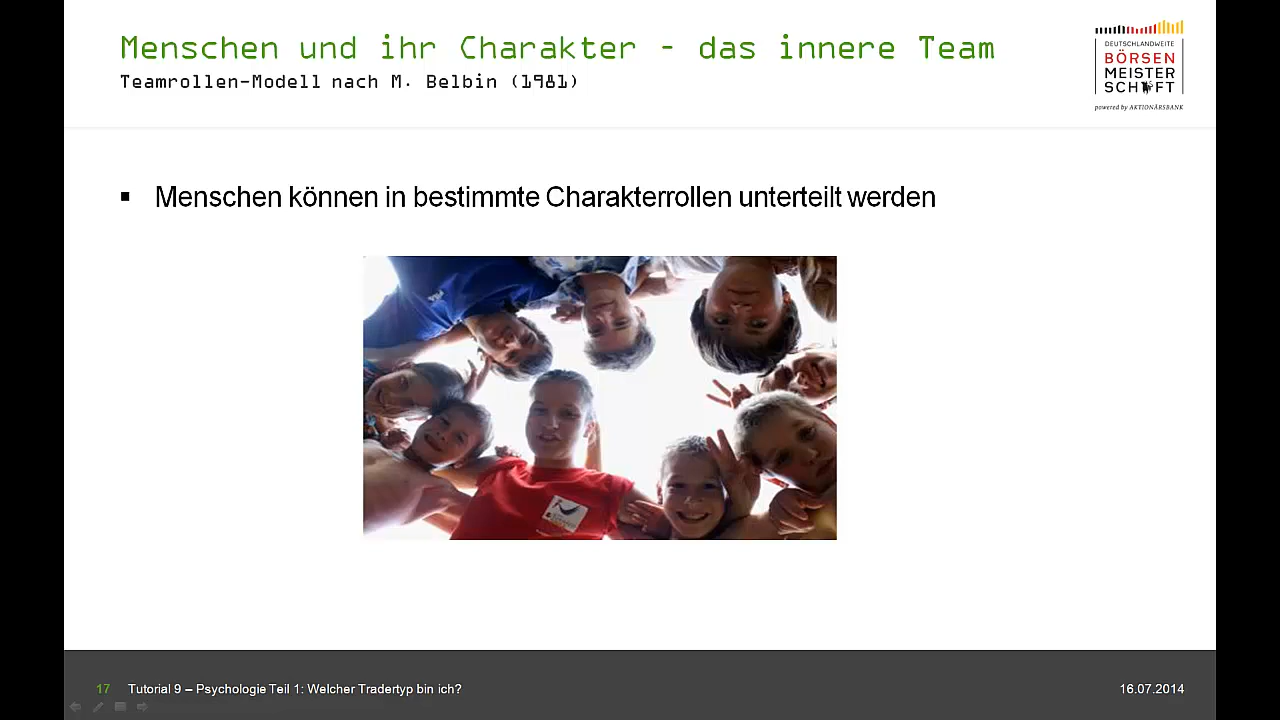 Menschen und ihr Charakter - das innere Team
Teamrollen-Modell nach M. Belbin (1981)
DEUTSCHLANDWEITE
BÖRSEN
MEISTER
SCHAFT
powered by AKTIONÄRSBANK
▪ Menschen können in bestimmte Charakterrollen unterteilt werden
17 Tutorial 9 – Psychologie Teil 1: Welcher Tradertyp bin ich? 16.07.2014